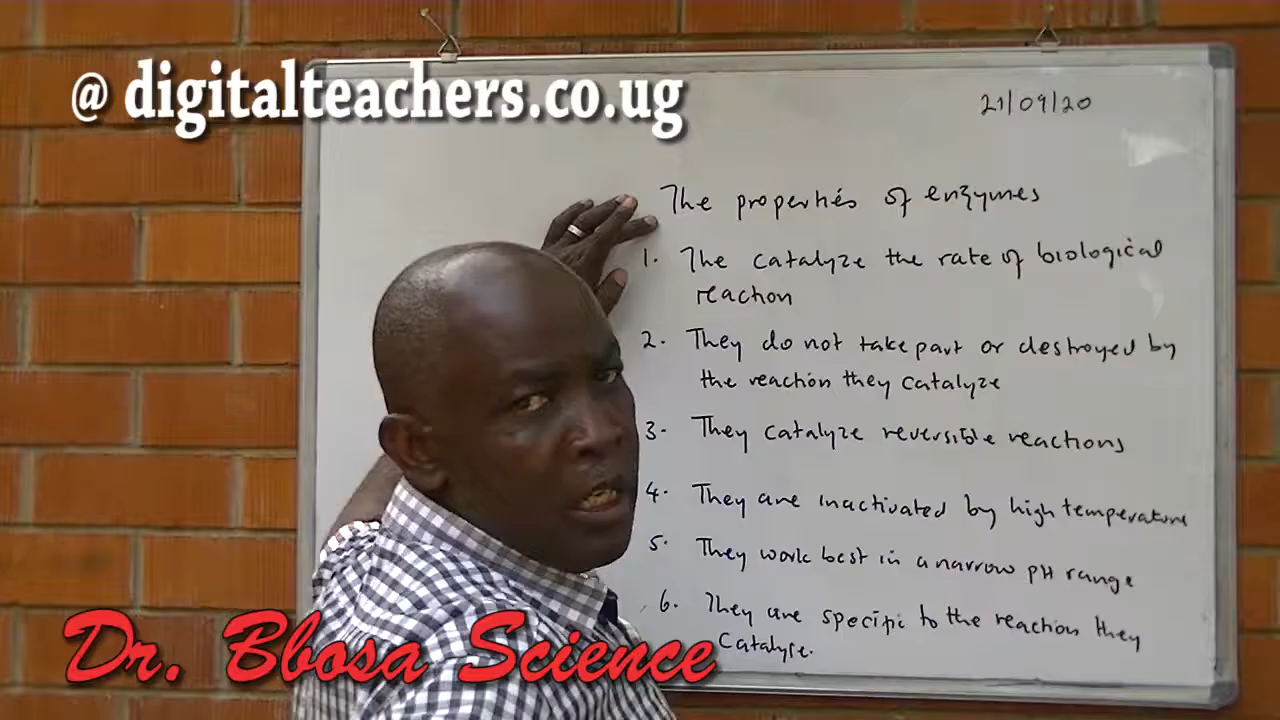 @ digitalteachers.co.ug
21/09/20
The properties of enzymes
1. The catalyze the rate of biological
reaction
2. They do not take part or destroyed by
the reaction they catalyze
3. They catalyze reversible reactions
4. They are inactivated by high temperature
5. They work best in a narrow pH range
6. They are specific to the reaction they
Catalyse.
Dr. Bbosa Science